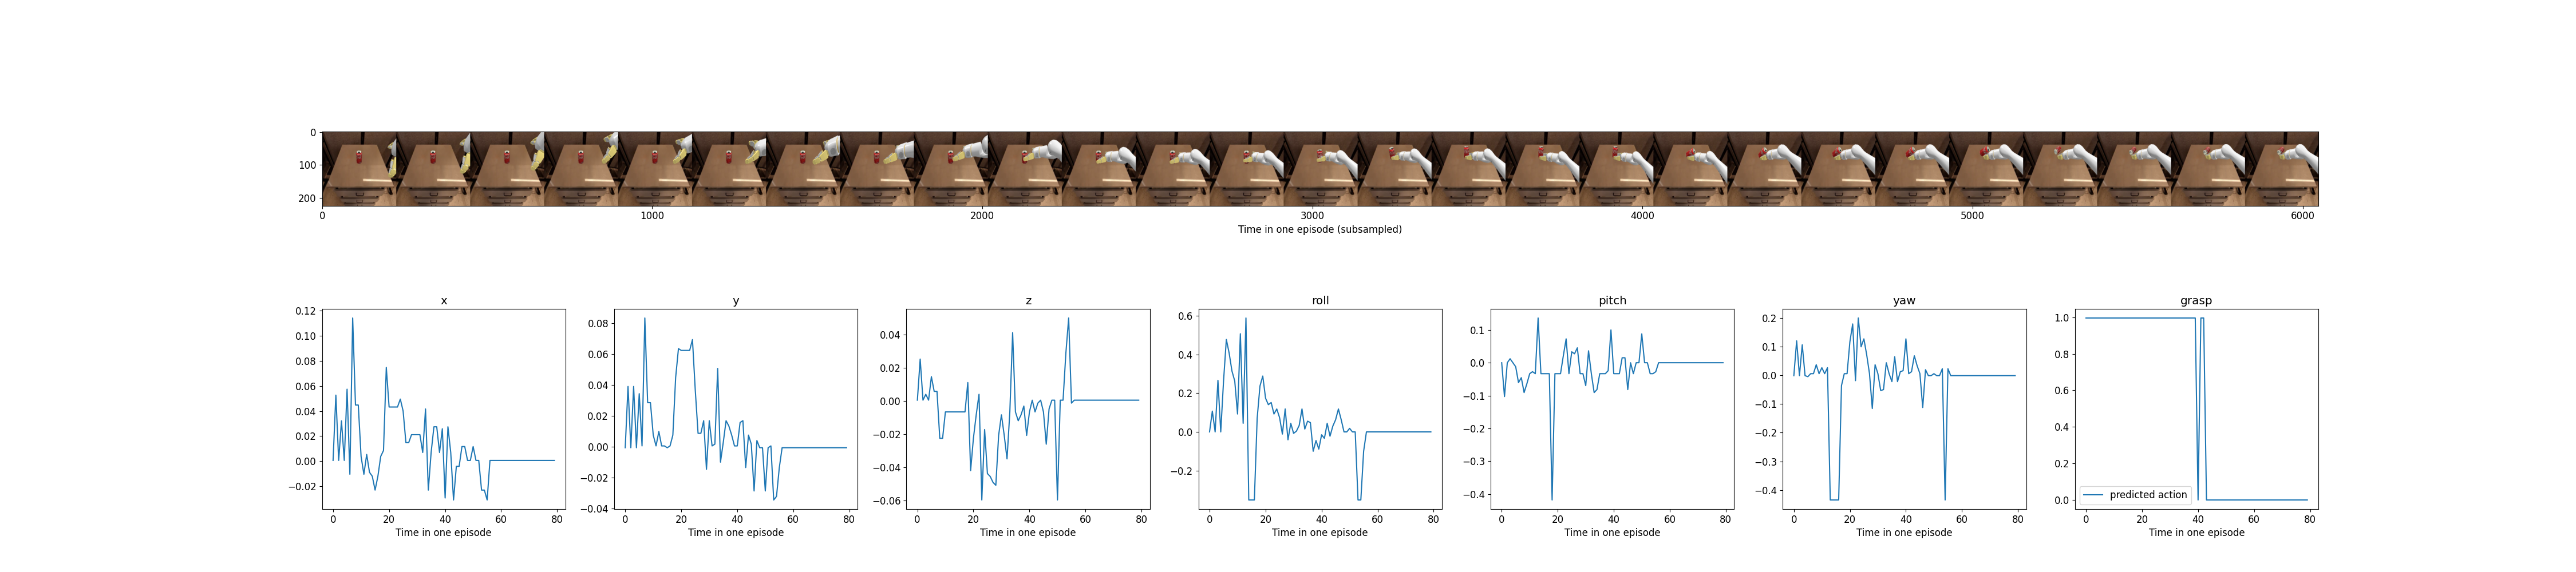 0
100
200
0 1000 2000 3000 4000 5000 6000
Time in one episode (subsampled)
x
0.12
0.10
0.08
0.06
0.04
0.02
0.00
−0.02
0 20 40 60 80
Time in one episode
y
0.08
0.06
0.04
0.02
0.00
−0.02
−0.04
0 20 40 60 80
Time in one episode
z
0.04
0.02
0.00
−0.02
−0.04
−0.06
0 20 40 60 80
Time in one episode
roll
0.6
0.4
0.2
0.0
−0.2
0 20 40 60 80
Time in one episode
pitch
0.1
0.0
−0.1
−0.2
−0.3
−0.4
0 20 40 60 80
Time in one episode
yaw
0.2
0.1
0.0
−0.1
−0.2
−0.3
−0.4
0 20 40 60 80
Time in one episode
grasp
1.0
0.8
0.6
0.4
0.2
0.0
predicted action
0 20 40 60 80
Time in one episode